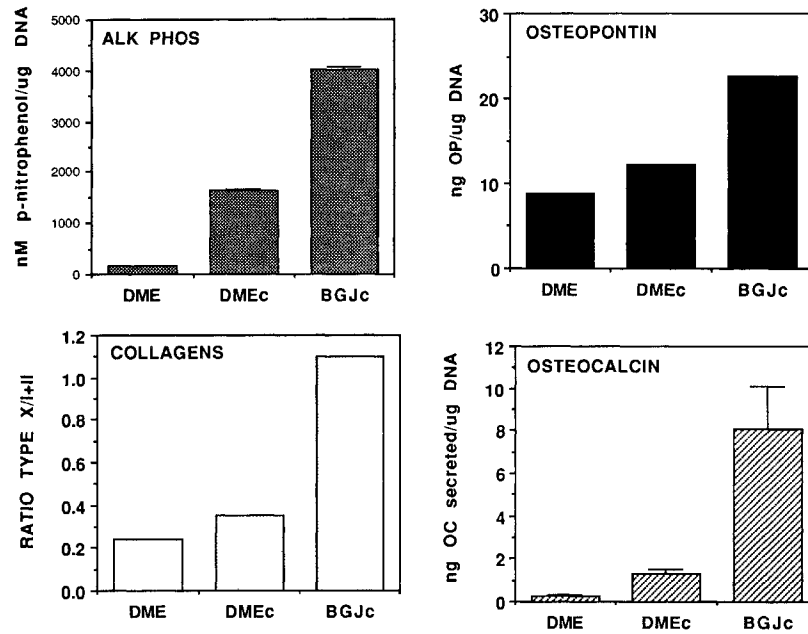 ALK PHOS
nM p-nitrophenol/ug DNA
5000
4000
3000
2000
1000
0
DME DMEc BGJc
OSTEOPONTIN
ng OP/ug DNA
30
20
10
0
DME DMEc BGJc
COLLAGENS
RATIO TYPE X/I+II
1.2
1.0
0.8
0.6
0.4
0.2
0.0
DME DMEc BGJc
OSTEOCALCIN
ng OC secreted/ug DNA
12
10
8
6
4
2
0
DME DMEc BGJc